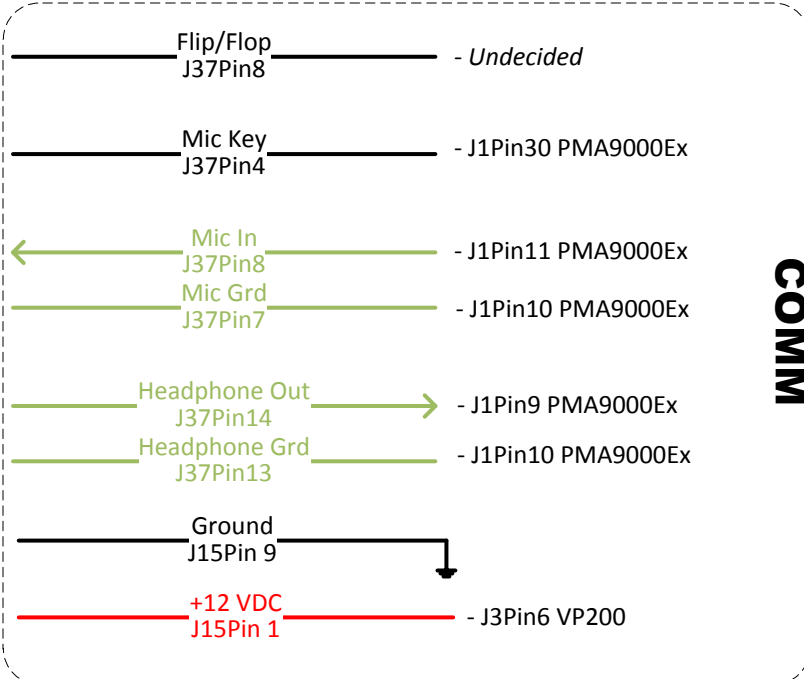 Flip/Flop
J37Pin8
- Undecided
Mic Key
J37Pin4
- J1Pin30 PMA9000Ex
Mic In
J37Pin8
- J1Pin11 PMA9000Ex
Mic Grd
J37Pin7
- J1Pin10 PMA9000Ex
Headphone Out
J37Pin14
- J1Pin9 PMA9000Ex
Headphone Grd
J37Pin13
- J1Pin10 PMA9000Ex
Ground
J15Pin 9
+12 VDC
J15Pin 1
- J3Pin6 VP200
COMM